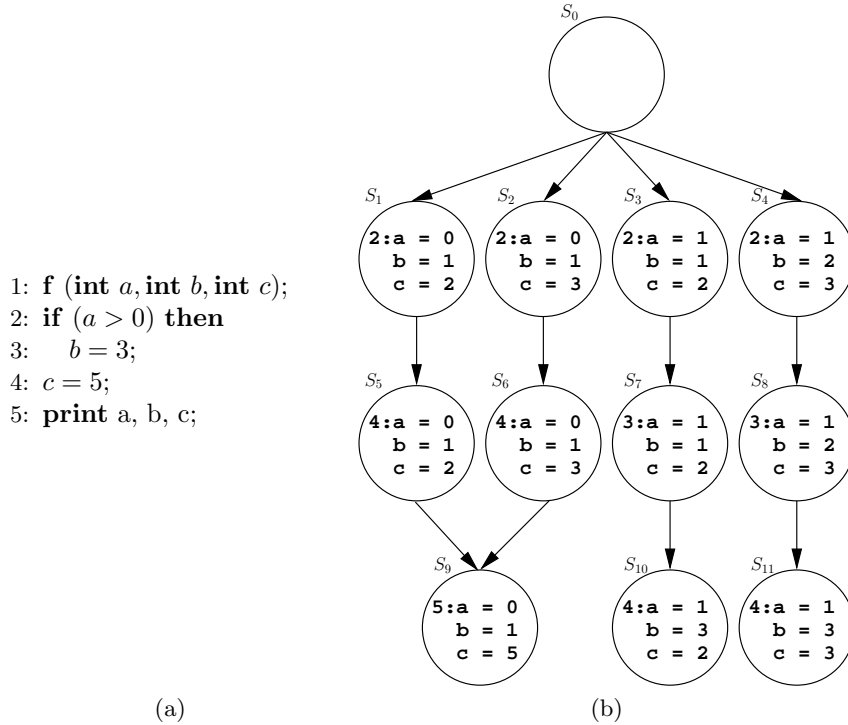 1: f (int a, int b, int c);
2: if (a > 0) then
3: b = 3;
4: c = 5;
5: print a, b, c;
(a)
S0
S1
2:a = 0
b = 1
c = 2
S2
2:a = 0
b = 1
c = 3
S3
2:a = 1
b = 1
c = 2
S4
2:a = 1
b = 2
c = 3
S5
4:a = 0
b = 1
c = 2
S6
4:a = 0
b = 1
c = 3
S7
3:a = 1
b = 1
c = 2
S8
3:a = 1
b = 2
c = 3
S9
5:a = 0
b = 1
c = 5
S10
4:a = 1
b = 3
c = 2
S11
4:a = 1
b = 3
c = 3
(b)